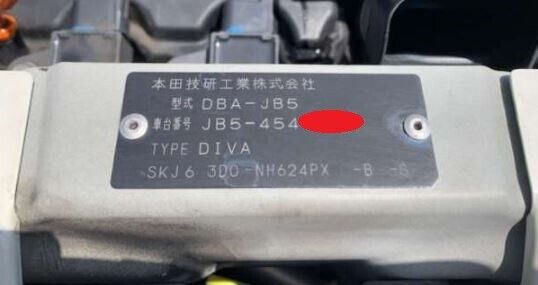 本田技研工業株式会社
型式 DBA-JB5
車台番号 JB5-454
TYPE DIVA
SKJ6 3D0-NH624PX -B -S